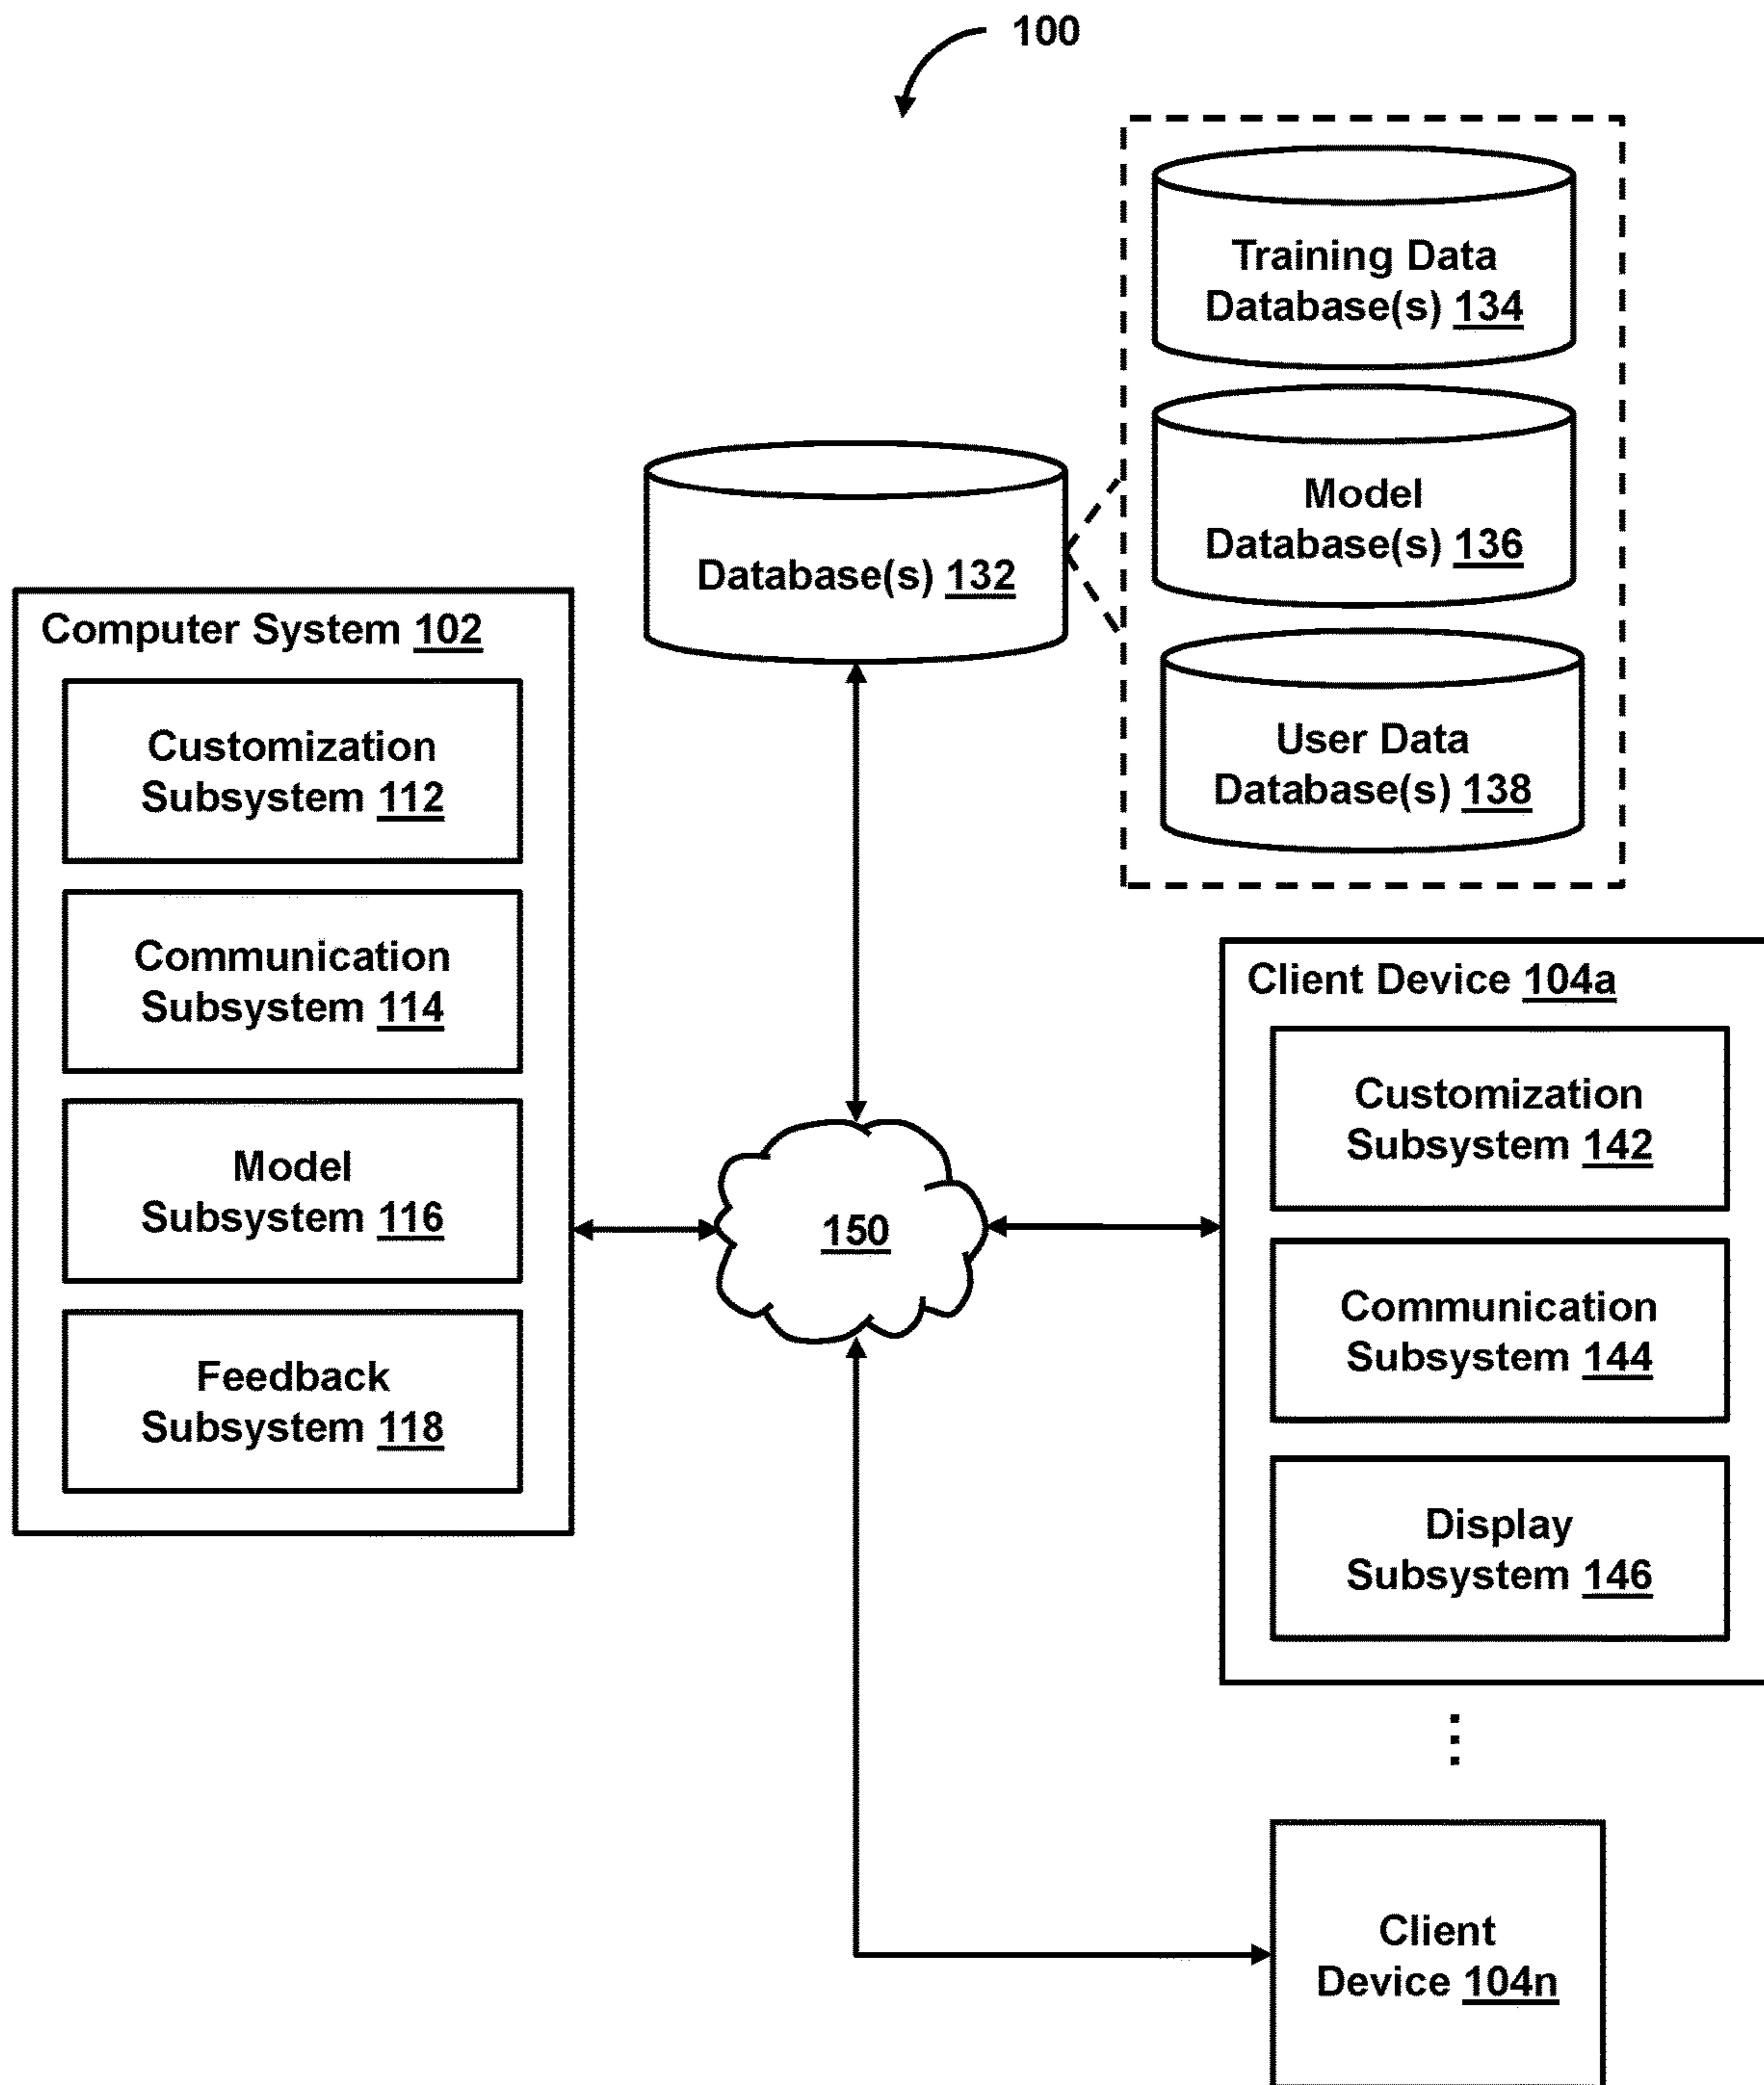 100
Training Data
Database(s) 134
Model
Database(s) 136
User Data
Database(s) 138
Database(s) 132
Computer System 102
Customization
Subsystem 112
Communication
Subsystem 114
Model
Subsystem 116
Feedback
Subsystem 118
150
Client Device 104a
Customization
Subsystem 142
Communication
Subsystem 144
Display
Subsystem 146
Client
Device 104n